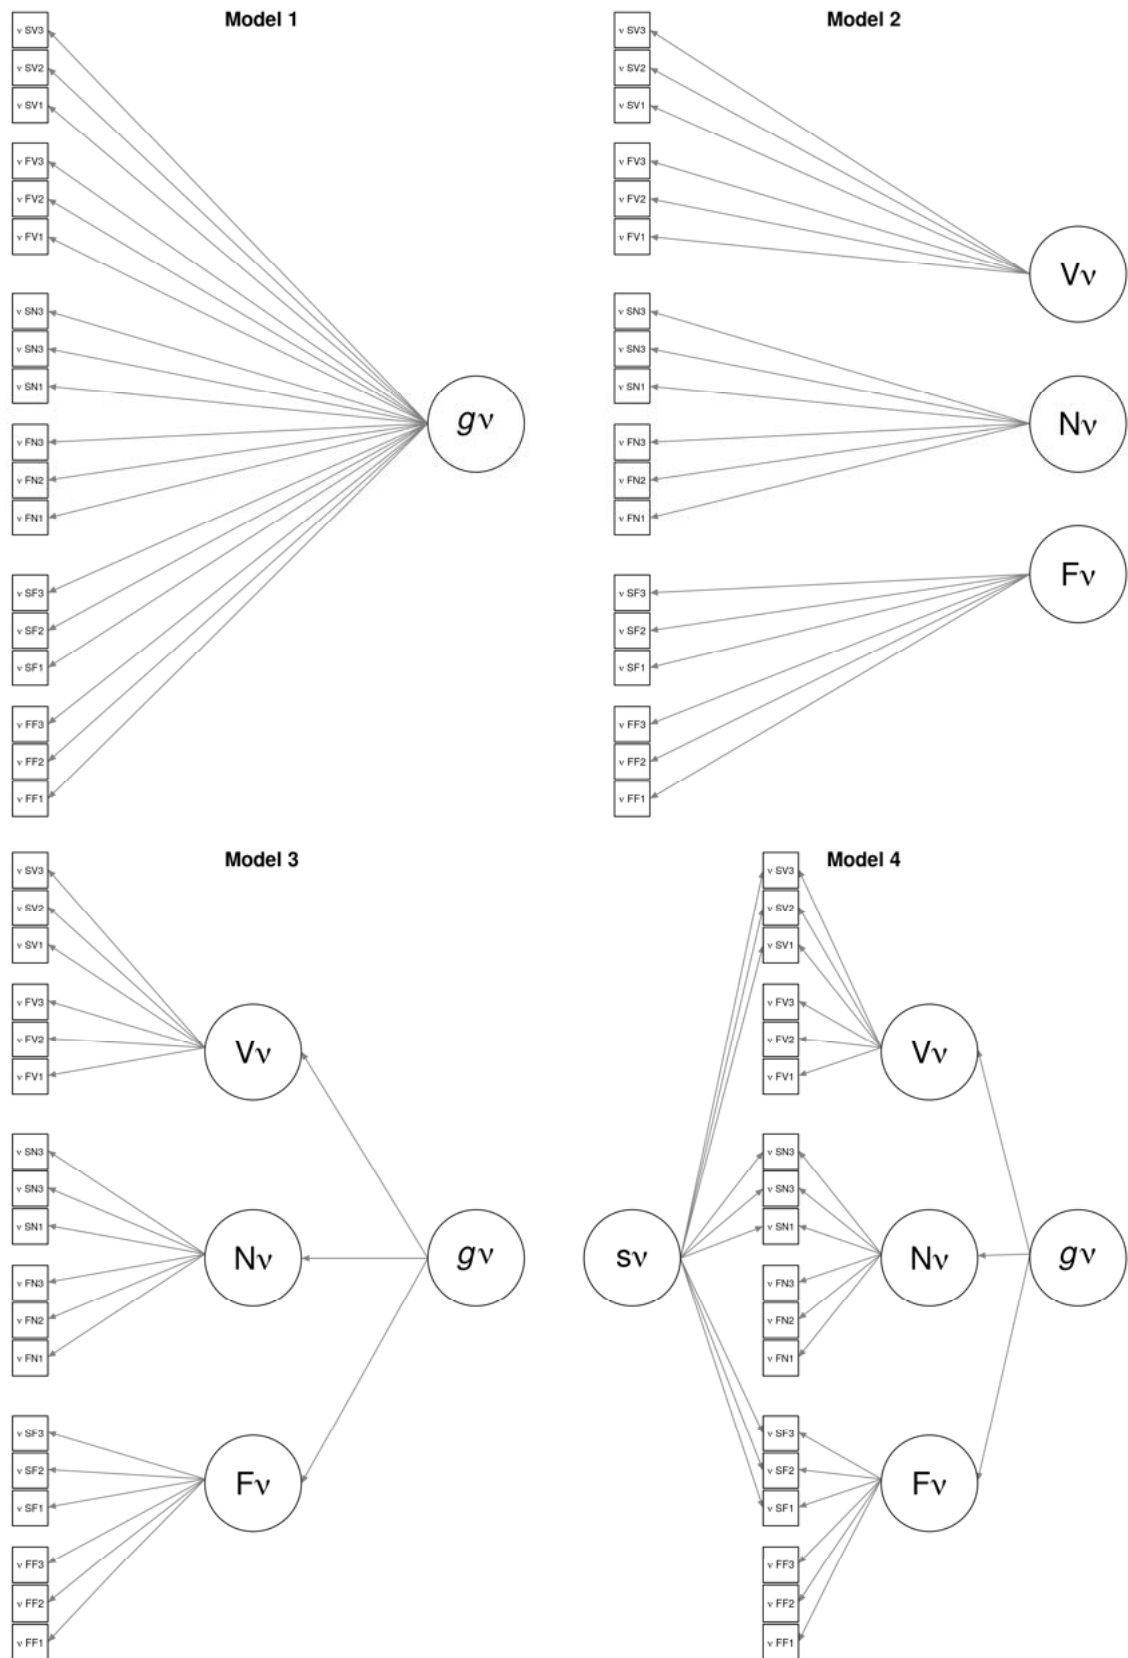 Model 1
ν SV3
ν SV2
ν SV1
ν FV3
ν FV2
ν FV1
ν SN3
ν SN3
ν SN1
ν FN3
ν FN2
ν FN1
ν SF3
ν SF2
ν SF1
ν FF3
ν FF2
ν FF1
gν
Model 2
ν SV3
ν SV2
ν SV1
ν FV3
ν FV2
ν FV1
ν SN3
ν SN3
ν SN1
ν FN3
ν FN2
ν FN1
ν SF3
ν SF2
ν SF1
ν FF3
ν FF2
ν FF1
Vν
Nν
Fν
Model 3
ν SV3
ν SV2
ν SV1
ν FV3
ν FV2
ν FV1
ν SN3
ν SN3
ν SN1
ν FN3
ν FN2
ν FN1
ν SF3
ν SF2
ν SF1
ν FF3
ν FF2
ν FF1
Vν
Nν
Fν
gν
Model 4
sν
ν SV3
ν SV2
ν SV1
ν FV3
ν FV2
ν FV1
ν SN3
ν SN3
ν SN1
ν FN3
ν FN2
ν FN1
ν SF3
ν SF2
ν SF1
ν FF3
ν FF2
ν FF1
Vν
Nν
Fν
gν